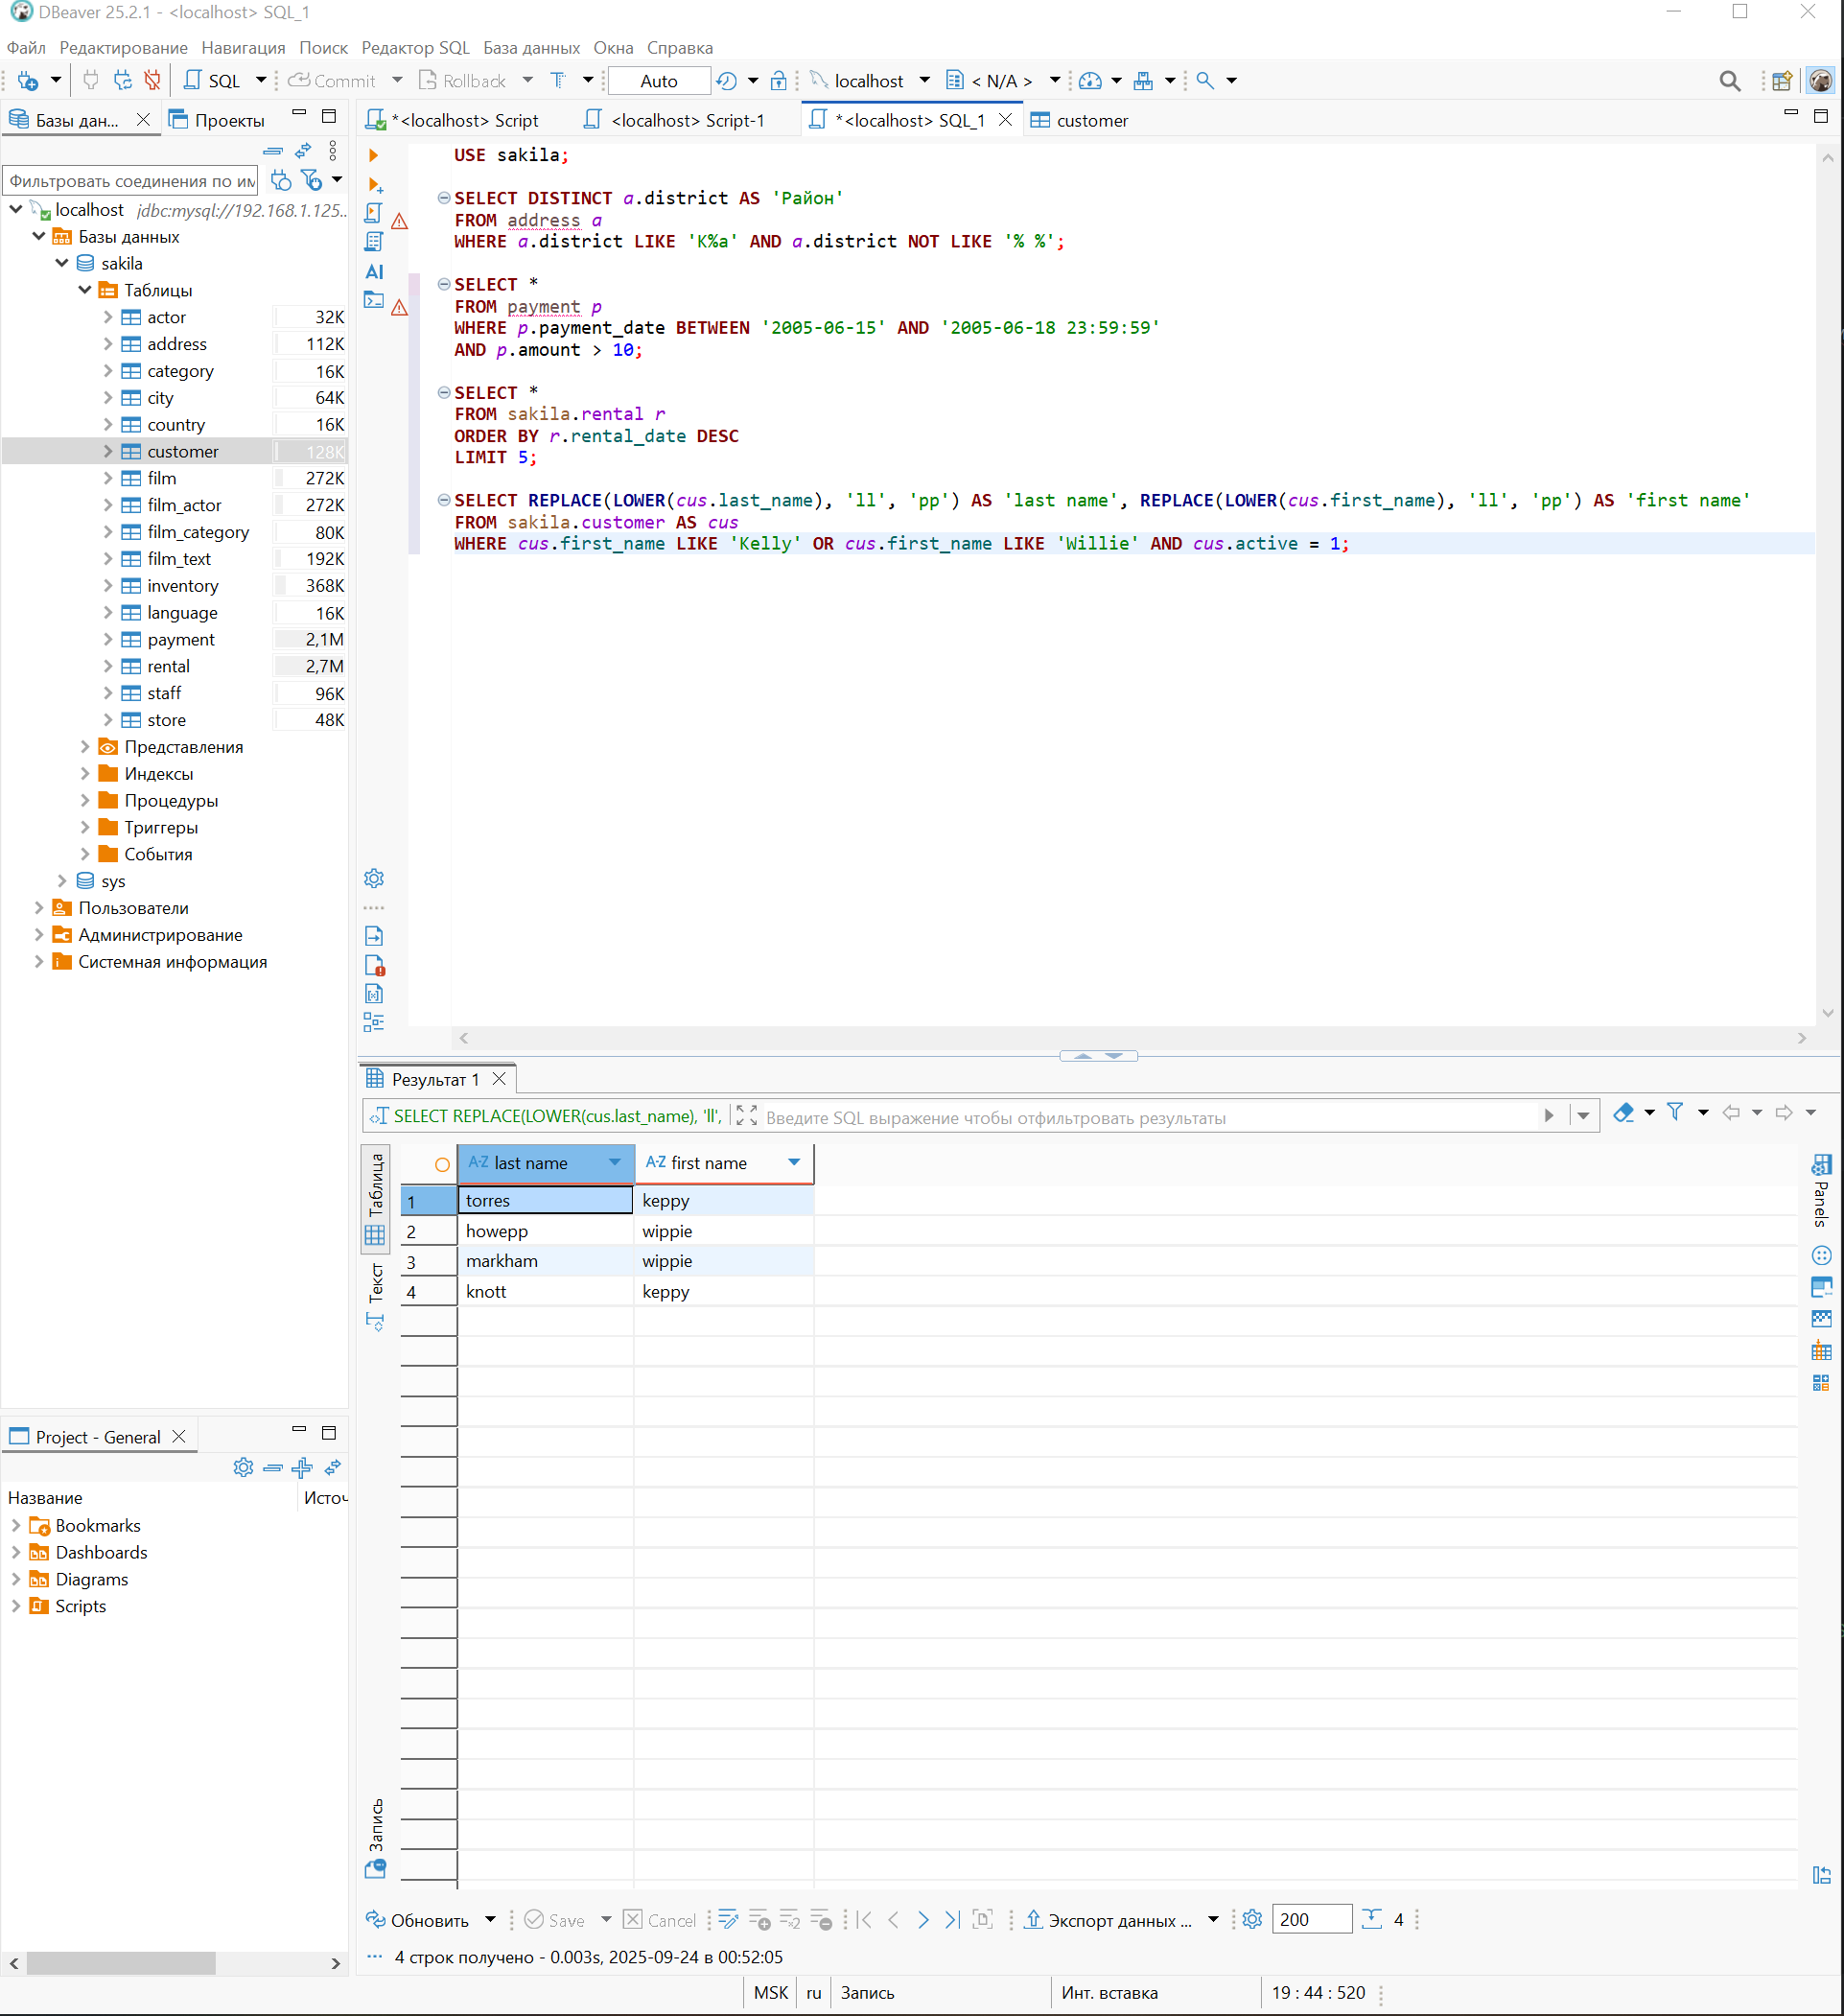 DBeaver 25.2.1 - <localhost> SQL_1
Файл Редактирование Навигация Поиск Редактор SQL База данных Окна Справка
SQL Commit Rollback T Auto localhost < N/A >
Базы дан... Проекты
*<localhost> Script <localhost> Script-1 *<localhost> SQL_1 customer
Фильтровать соединения по им
localhost jdbc:mysql://192.168.1.125...
Базы данных
sakila
Таблицы
actor 32K
address 112K
category 16K
city 64K
country 16K
customer 128K
film 272K
film_actor 272K
film_category 80K
film_text 192K
inventory 368K
language 16K
payment 2,1M
rental 2,7M
staff 96K
store 48K
Представления
Индексы
Процедуры
Триггеры
События
sys
Пользователи
Администрирование
Системная информация
Project - General
Название Источ
Bookmarks
Dashboards
Diagrams
Scripts
AI
USE sakila;
SELECT DISTINCT a.district AS 'Район'
FROM address a
WHERE a.district LIKE 'K%a' AND a.district NOT LIKE '% %';
SELECT *
FROM payment p
WHERE p.payment_date BETWEEN '2005-06-15' AND '2005-06-18 23:59:59'
AND p.amount > 10;
SELECT *
FROM sakila.rental r
ORDER BY r.rental_date DESC
LIMIT 5;
SELECT REPLACE(LOWER(cus.last_name), 'll', 'pp') AS 'last name', REPLACE(LOWER(cus.first_name), 'll', 'pp') AS 'first name'
FROM sakila.customer AS cus
WHERE cus.first_name LIKE 'Kelly' OR cus.first_name LIKE 'Willie' AND cus.active = 1;
Результат 1
SELECT REPLACE(LOWER(cus.last_name), 'll', Введите SQL выражение чтобы отфильтровать результаты
Таблица
Текст
Запись
Panels
A-Z last name A-Z first name
1 torres keppy
2 howepp wippie
3 markham wippie
4 knott keppy
Обновить Save Cancel Экспорт данных ... 200 4
4 строк получено - 0.003s, 2025-09-24 в 00:52:05
MSK ru Запись Инт. вставка 19 : 44 : 520